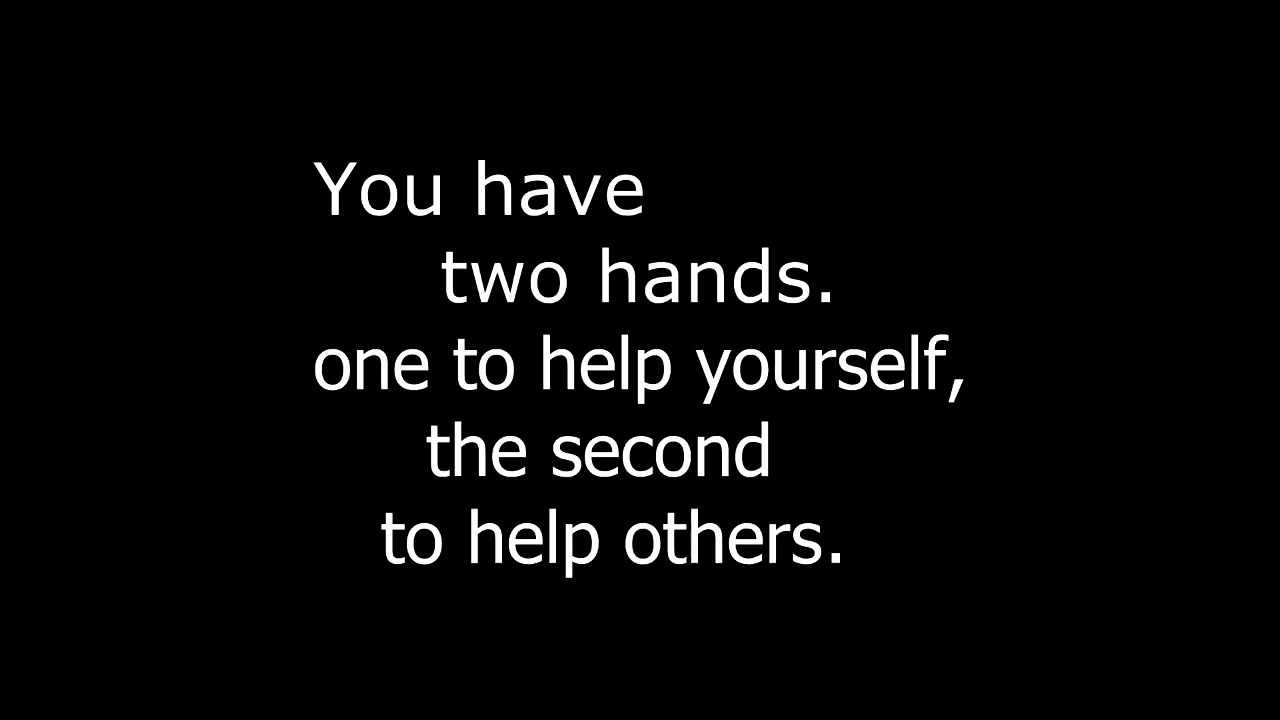 You have
two hands.
one to help yourself,
the second
to help others.